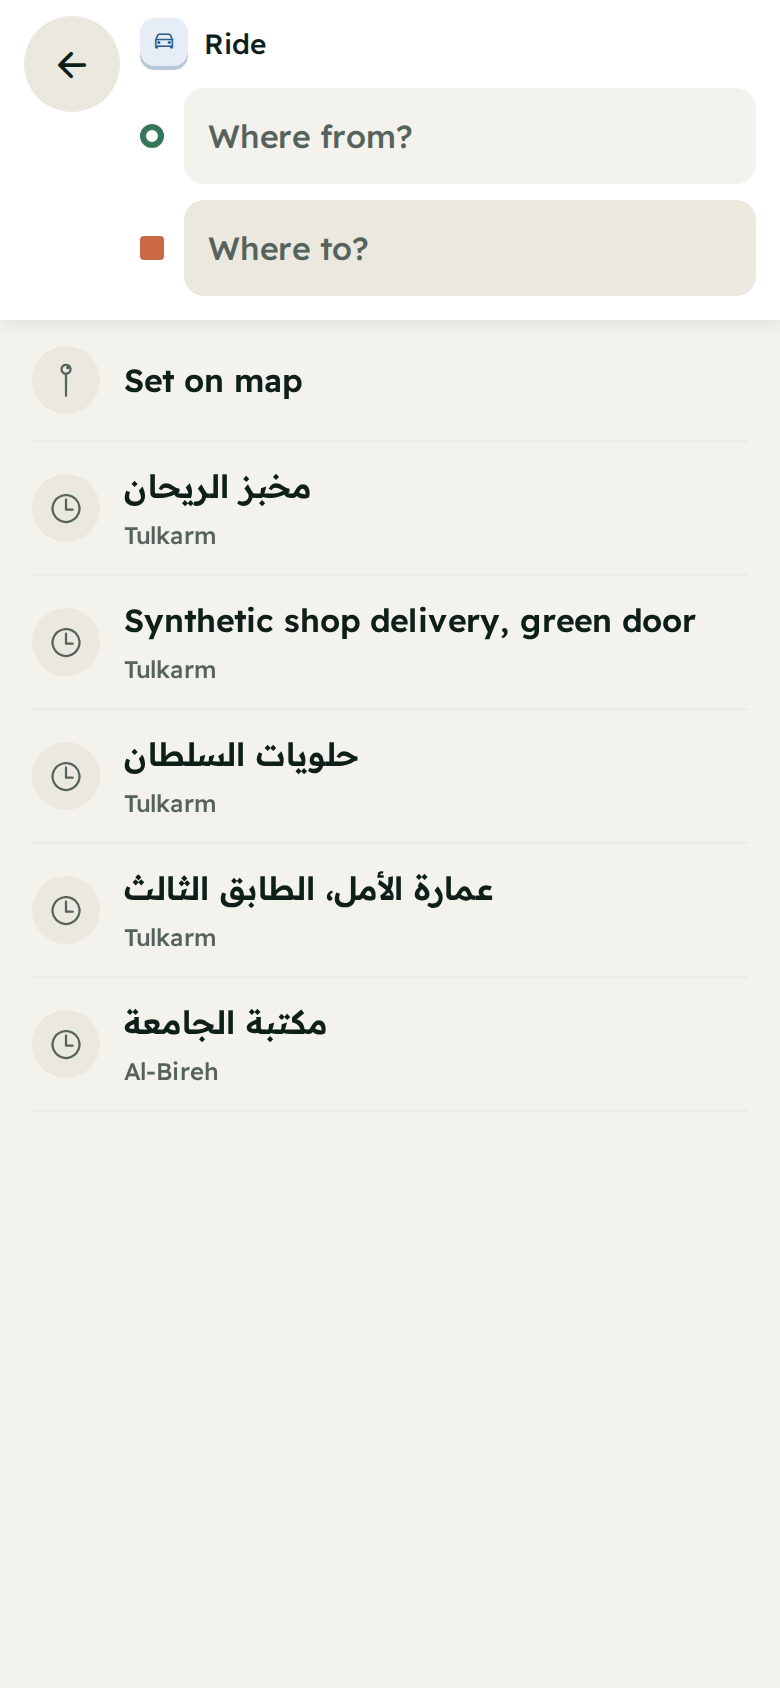 Ride
Where from?
Where to?
Set on map
مخبز الريحان
Tulkarm
Synthetic shop delivery, green door
Tulkarm
حلويات السلطان
Tulkarm
عمارة الأمل، الطابق الثالث
Tulkarm
مكتبة الجامعة
Al-Bireh